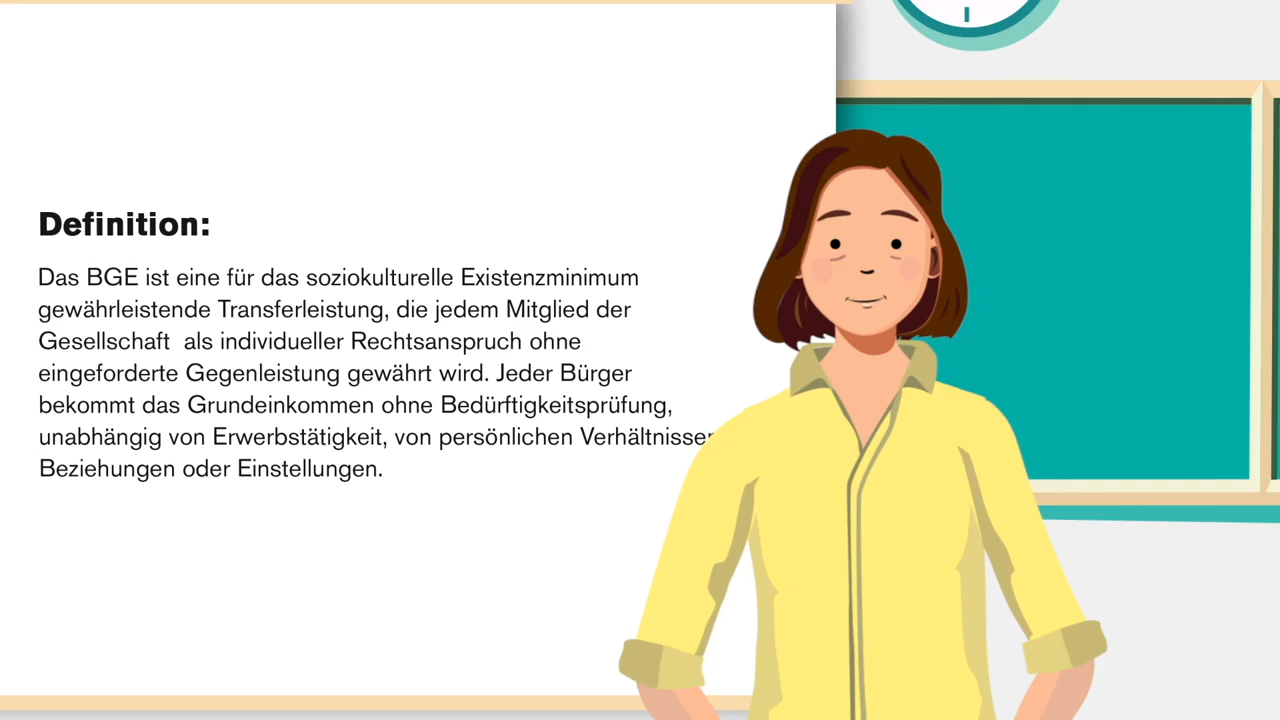 Definition:
Das BGE ist eine für das soziokulturelle Existenzminimum
gewährleistende Transferleistung, die jedem Mitglied der
Gesellschaft als individueller Rechtsanspruch ohne
eingeforderte Gegenleistung gewährt wird. Jeder Bürger
bekommt das Grundeinkommen ohne Bedürftigkeitsprüfung,
unabhängig von Erwerbstätigkeit, von persönlichen
Beziehungen oder Einstellungen.